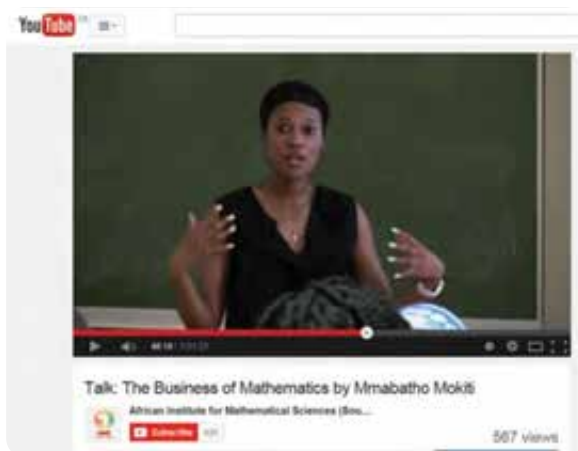 YouTube
Talk: The Business of Mathematics by Mmabatho Mokiti
African Institute for Mathematical Sciences (Sou...
Subscribe
567 views